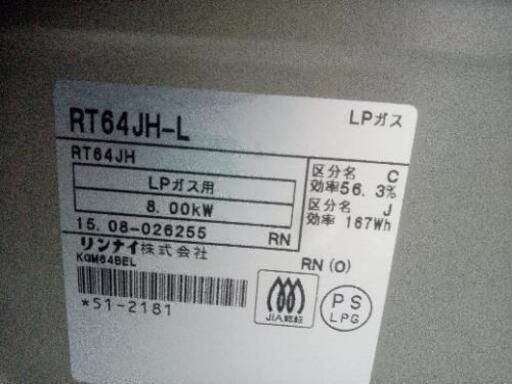 RT64JH-L
LPガス
RT64JH
LPガス用
8.00kW
区分名 C
効率56.3%
区分名 J
効率 167Wh
15.08-026255 RN
リンナイ株式会社
KGM64BEL
RN(O)
*51-2181
JIA認証
PS
LPG